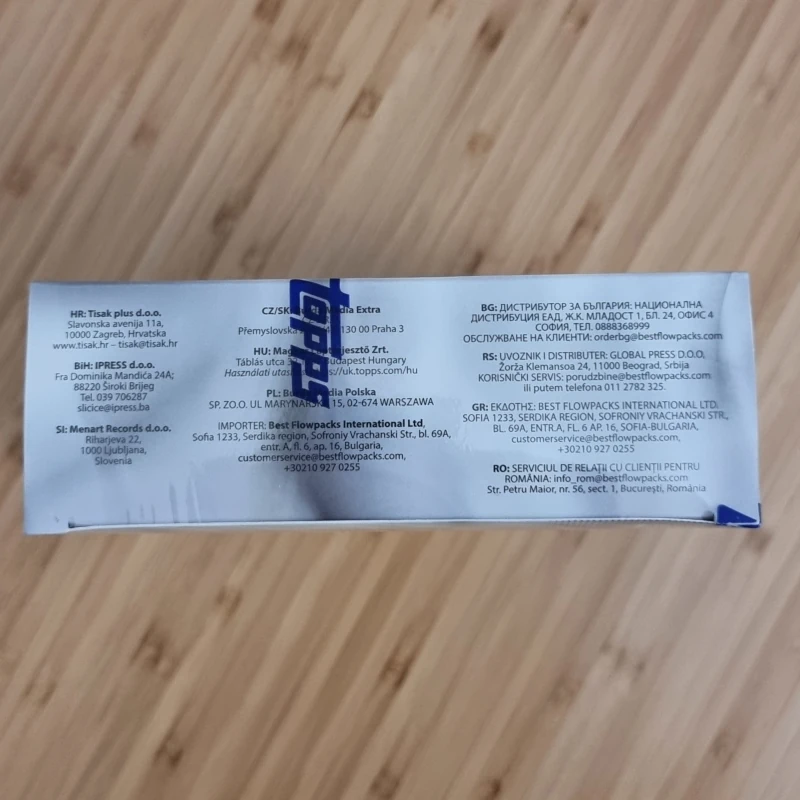 HR: Tisak plus d.o.o.
Slavonska avenija 11a,
10000 Zagreb, Hrvatska
www.tisak.hr – tisak@tisak.hr
BiH: IPRESS d.o.o.
Fra Dominika Mandića 24A;
88220 Široki Brijeg
Tel. 039 706287
slicice@ipress.ba
SI: Menart Records d.o.o.
Riharjeva 22,
1000 Ljubljana,
Slovenia
topps
CZ/SK: Extra
Přemyslovská 130 00 Praha 3
HU: Zrt.
Táblás utca Budapest Hungary
Használati uk.topps.com/hu
PL: Polska
SP. ZO.O. UL 15, 02-674 WARSZAWA
IMPORTER: Best Flowpacks International Ltd,
Sofia 1233, Serdika region, Sofroniy Vrachanski Str., bl. 69A,
entr. A, fl. 6, ap. 16, Bulgaria,
customerservice@bestflowpacks.com,
+30210 927 0255
BG: ДИСТРИБУТОР ЗА БЪЛГАРИЯ: НАЦИОНАЛНА
ДИСТРИБУЦИЯ ЕАД, Ж.К. МЛАДОСТ 1, БЛ. 24, ОФИС 4
СОФИЯ, ТЕЛ. 0888368999
ОБСЛУЖВАНЕ НА КЛИЕНТИ: orderbg@bestflowpacks.com
RS: UVOZNIK I DISTRIBUTER: GLOBAL PRESS D.O.O,
Žorža Klemansoa 24, 11000 Beograd, Srbija
KORISNIČKI SERVIS: porudzbine@bestflowpacks.com
ili putem telefona 011 2782 325.
GR: ΕΚΔΟΤΗΣ: BEST FLOWPACKS INTERNATIONAL LTD.
SOFIA 1233, SERDIKA REGION, SOFRONIY VRACHANSKI STR.,
BL. 69A, ENTR.A, FL. 6 AP. 16, SOFIA-BULGARIA,
customerservice@bestflowpacks.com,
+30210 927 0255
RO: SERVICIUL DE RELAȚII CU CLIENȚII PENTRU
ROMÂNIA: info_rom@bestflowpacks.com
Str. Petru Maior, nr. 56, sect. 1, București, România